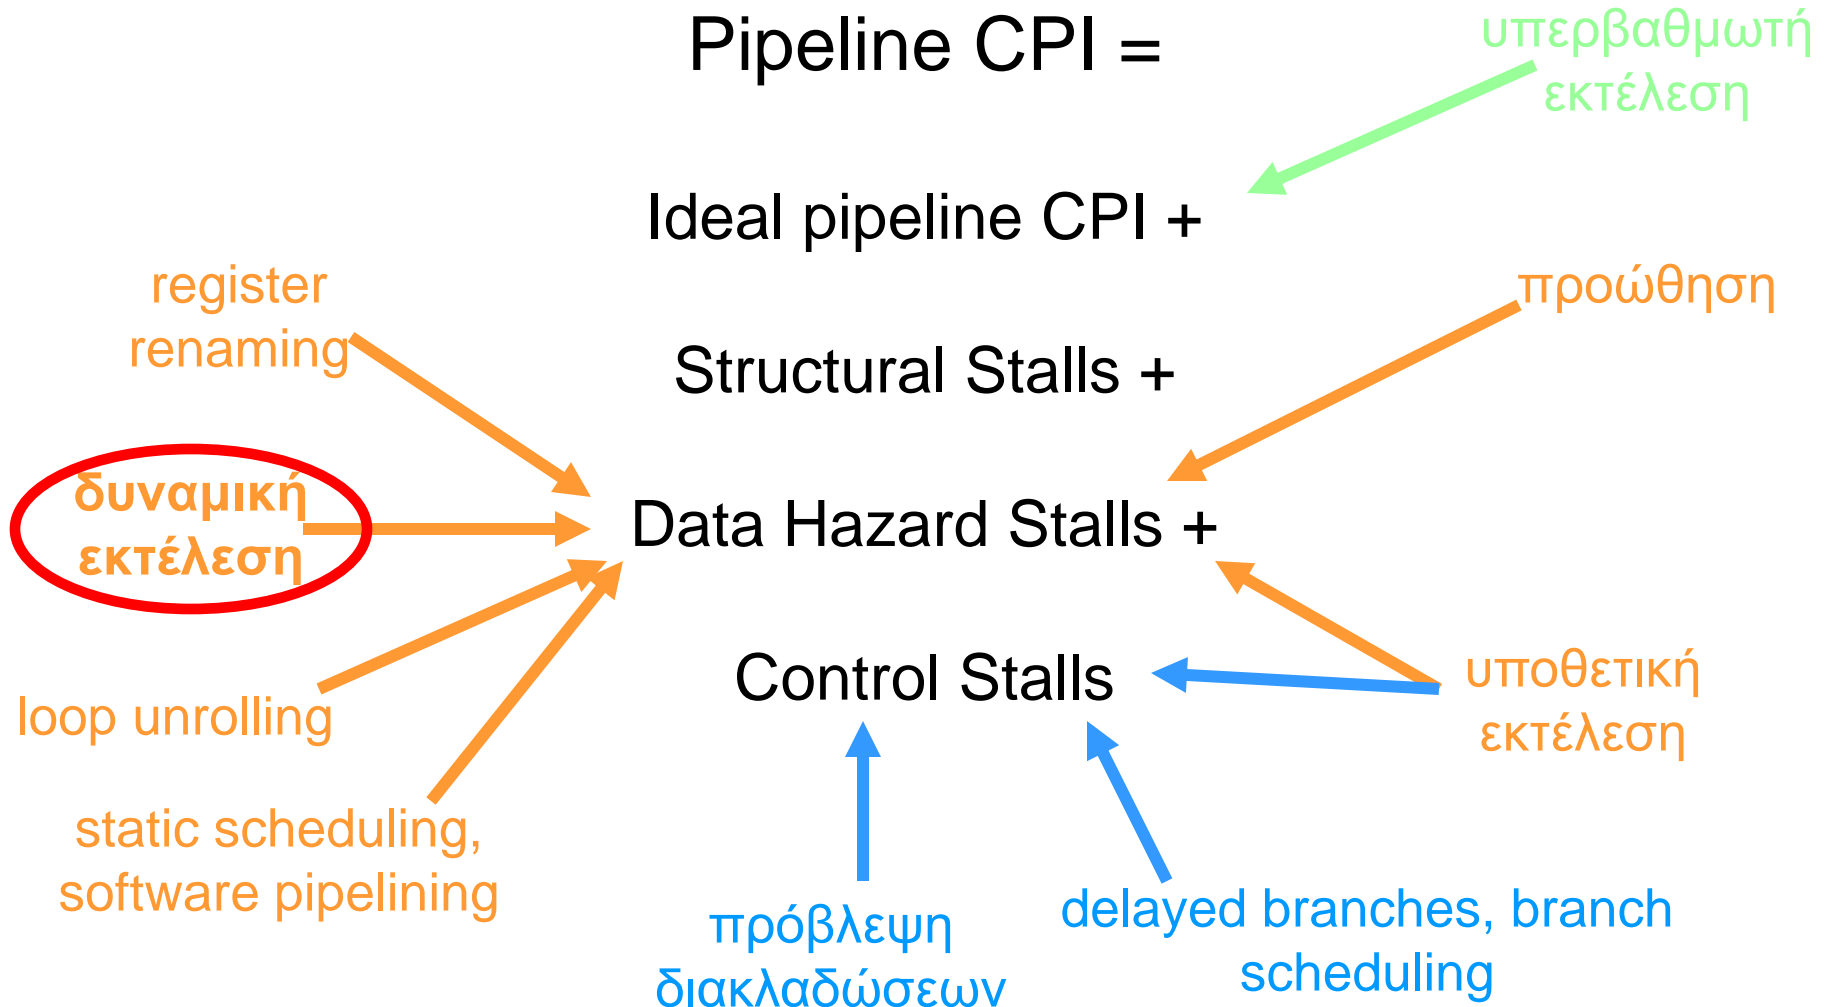 Pipeline CPI =
υπερβαθμωτή
εκτέλεση
Ideal pipeline CPI +
register
renaming
προώθηση
Structural Stalls +
δυναμική
εκτέλεση
Data Hazard Stalls +
Control Stalls
υποθετική
εκτέλεση
loop unrolling
static scheduling,
software pipelining
πρόβλεψη
διακλαδώσεων
delayed branches, branch
scheduling